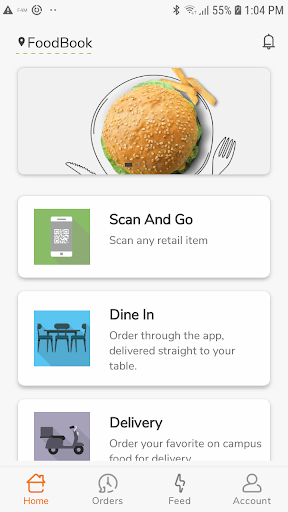 F4M
55% 1:04 PM
FoodBook
Scan And Go
Scan any retail item
Dine In
Order through the app,
delivered straight to your
table.
Delivery
Order your favorite on campus
food for delivery
Home
Orders
Feed
Account